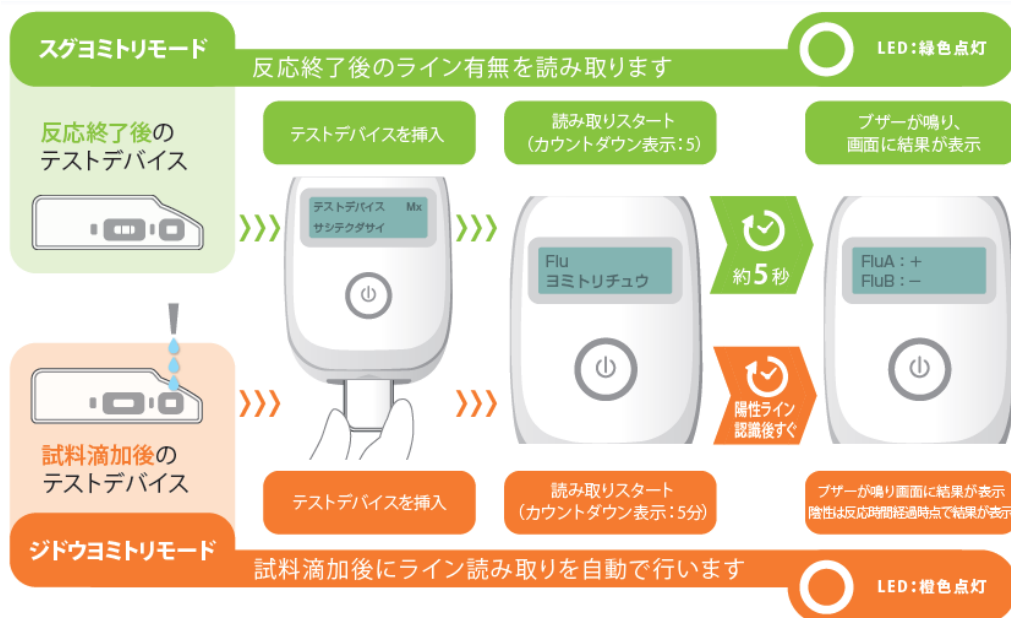 スグヨミトリモード
反応終了後のライン有無を読み取ります
LED：緑色点灯
反応終了後の
テストデバイス
テストデバイスを挿入
読み取りスタート
（カウントダウン表示：5）
ブザーが鳴り、
画面に結果が表示
テストデバイス Mx
サシテクダサイ
Flu
ヨミトリチュウ
約5秒
FluA：+
FluB：−
試料滴加後の
テストデバイス
陽性ライン
認識後すぐ
テストデバイスを挿入
読み取りスタート
（カウントダウン表示：5分）
ブザーが鳴り画面に結果が表示
陰性は反応時間経過時点で結果が表示
ジドウヨミトリモード
試料滴加後にライン読み取りを自動で行います
LED：橙色点灯